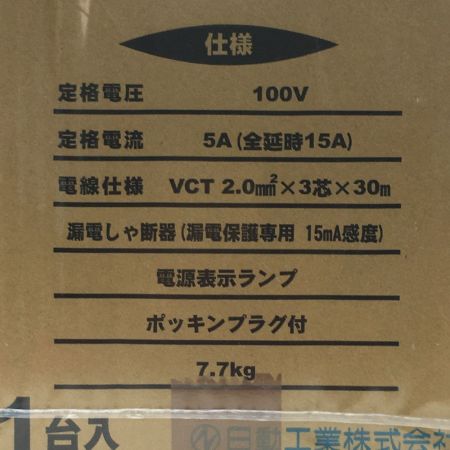 仕様
定格電圧 100V
定格電流 5A(全延時15A)
電線仕様 VCT 2.0㎟×3芯×30m
漏電しゃ断器(漏電保護専用 15mA感度)
電源表示ランプ
ポッキンプラグ付
7.7kg
1台入
日動工業株式会社